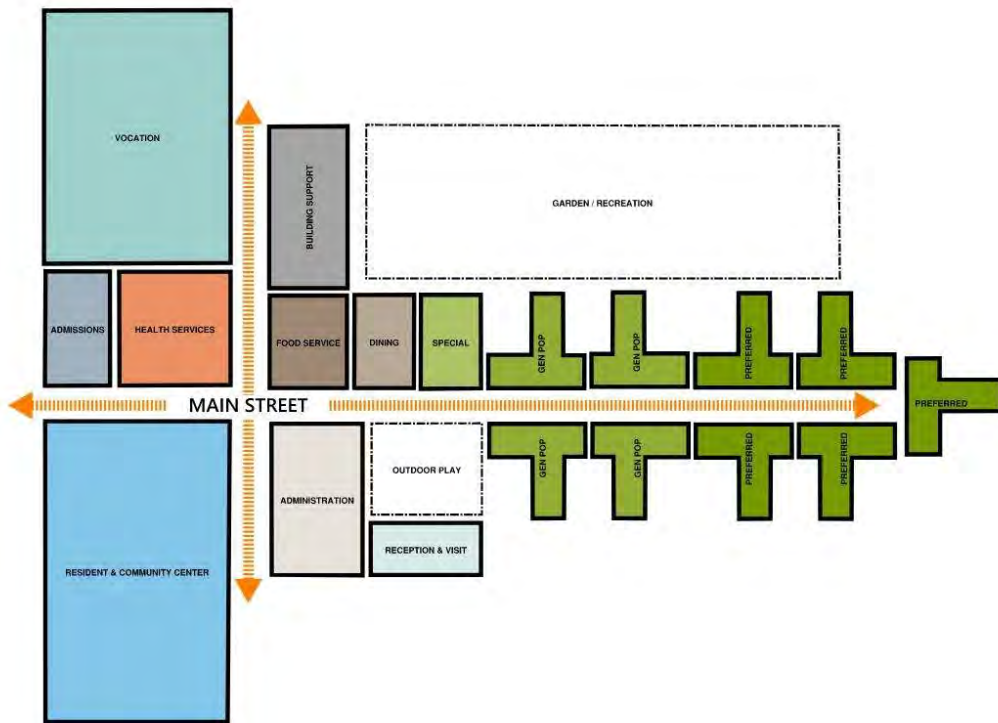 VOCATION
BUILDING SUPPORT
GARDEN / RECREATION
ADMISSIONS
HEALTH SERVICES
FOOD SERVICE
DINING
SPECIAL
GEN POP
GEN POP
PREFERRED
PREFERRED
PREFERRED
MAIN STREET
RESIDENT & COMMUNITY CENTER
ADMINISTRATION
OUTDOOR PLAY
RECEPTION & VISIT
GEN POP
GEN POP
PREFERRED
PREFERRED